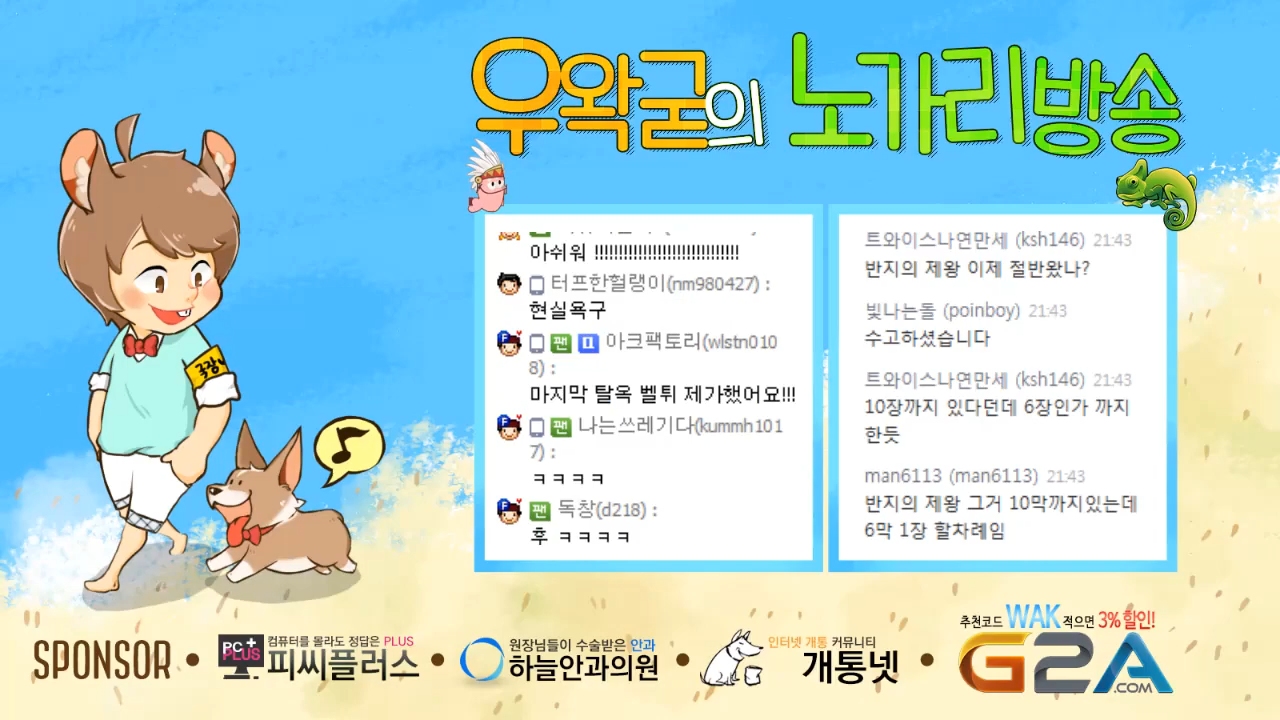 우왁굳의 노가리방송
아쉬워 !!!!!!!!!!!!!!!!!!!!!!!!!!!!!
터프한헐랭이(nm980427) :
현실욕구
팬 아크팩토리(wlstn010
8) :
마지막 탈옥 벨튀 제가했어요!!!
팬 나는쓰레기다(kummh101
7) :
ㅋㅋㅋㅋ
팬 독창(d218) :
후 ㅋㅋㅋㅋ
트와이스나연만세 (ksh146) 21:43
반지의 제왕 이제 절반왔나?
빛나는돌 (poinboy) 21:43
수고하셨습니다
트와이스나연만세 (ksh146) 21:43
10장까지 있다던데 6장인가 까지
한듯
man6113 (man6113) 21:43
반지의 제왕 그거 10막까지있는데
6막 1장 할차례임
국장
SPONSOR
PC+
PLUS
컴퓨터를 몰라도 정답은 PLUS
피씨플러스
원장님들이 수술받은 안과
하늘안과의원
인터넷 개통 커뮤니티
개통넷
추천코드 WAK 적으면 3% 할인!
G2A
.COM